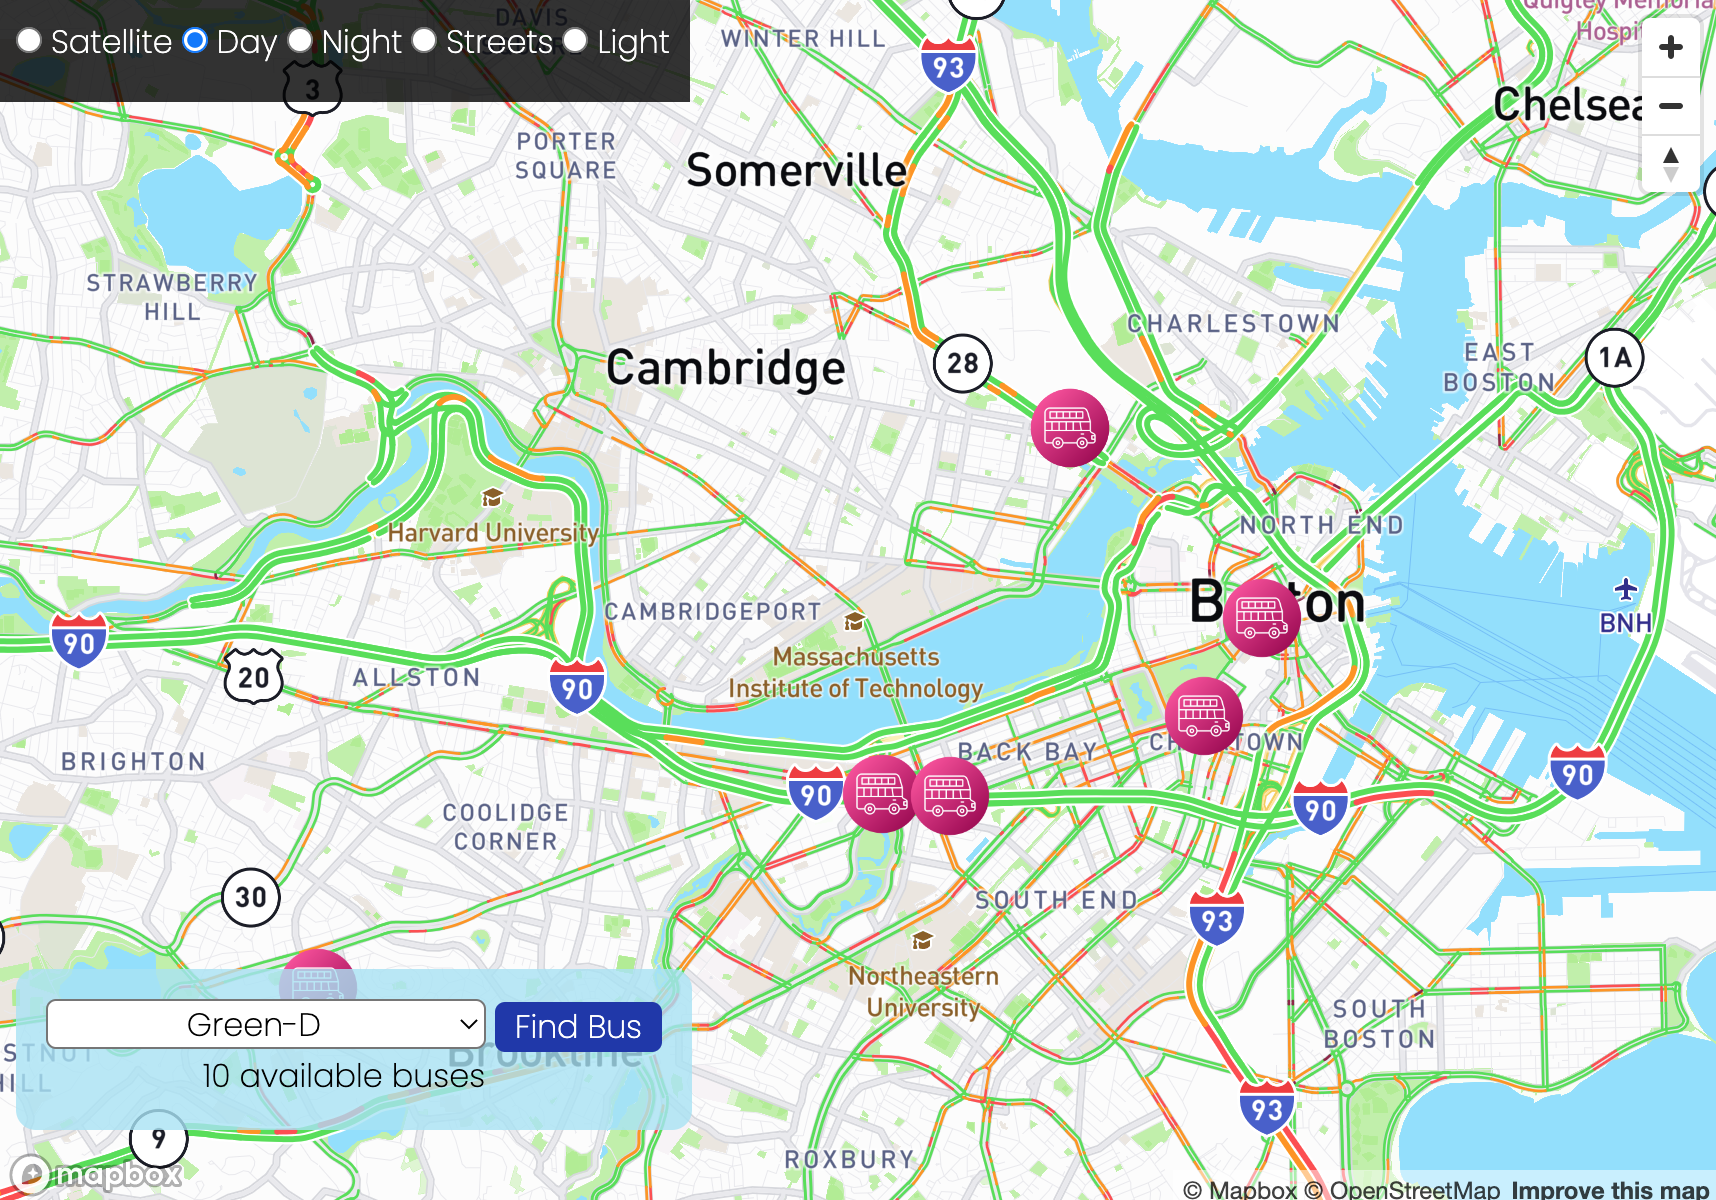 DAVIS
WINTER HILL
Quigley Memorial
Hospi
Satellite Day Night Streets Light
93
3
Chelsea
PORTER
SQUARE
Somerville
STRAWBERRY
HILL
CHARLESTOWN
EAST
BOSTON
1A
Cambridge
28
Harvard University
NORTH END
CAMBRIDGEPORT
B ton
BNH
90
20
ALLSTON
90
Massachusetts
Institute of Technology
BRIGHTON
BACK BAY
CH TOWN
90
90
90
COOLIDGE
CORNER
30
SOUTH END
93
Northeastern
University
SOUTH
BOSTON
Green-D
Find Bus
STNUT
HILL
Brookline
10 available buses
93
9
ROXBURY
mapbox
© Mapbox © OpenStreetMap Improve this map